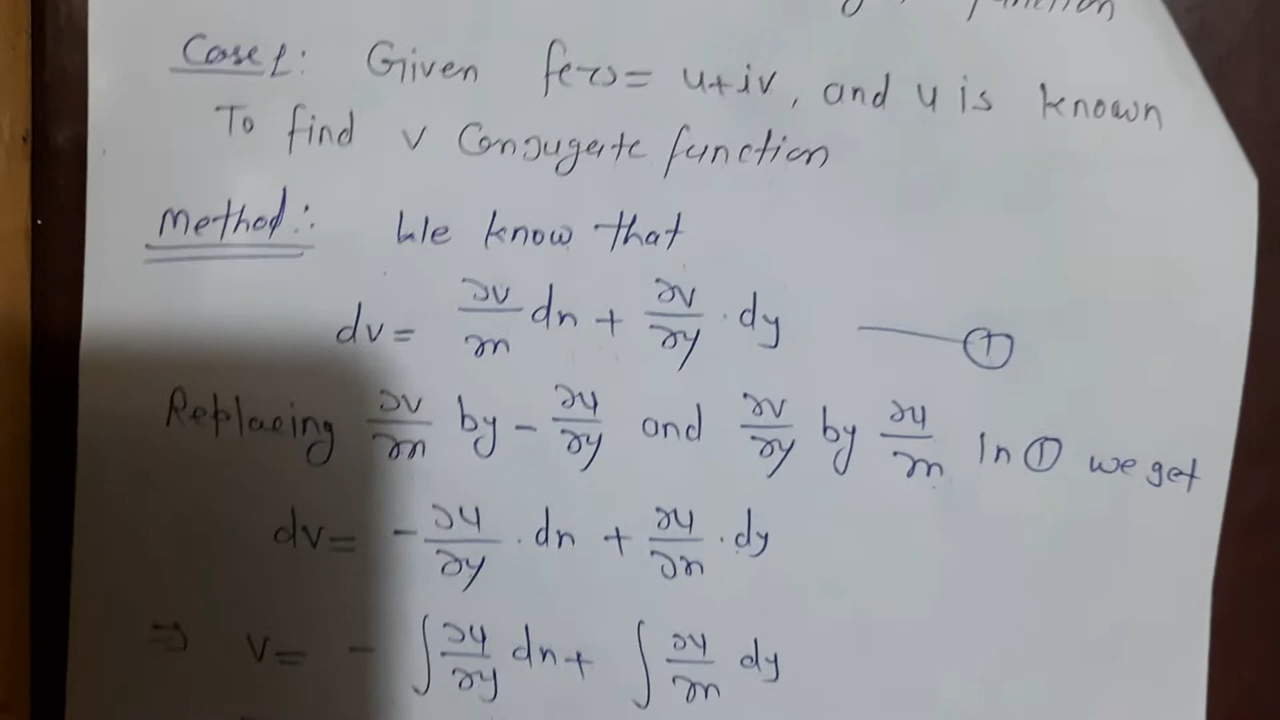 function
Case 1: Given f(z) = u+iv, and u is known
To find v Conjugate function
Method:. We know that
dv = ∂v/∂x dx + ∂v/∂y . dy ——— ①
Replacing ∂v/∂x by - ∂u/∂y and ∂v/∂y by ∂u/∂x In ① we get
dv = - ∂u/∂y . dx + ∂u/∂x . dy
⇒ v = - ∫ ∂u/∂y dx + ∫ ∂u/∂x dy